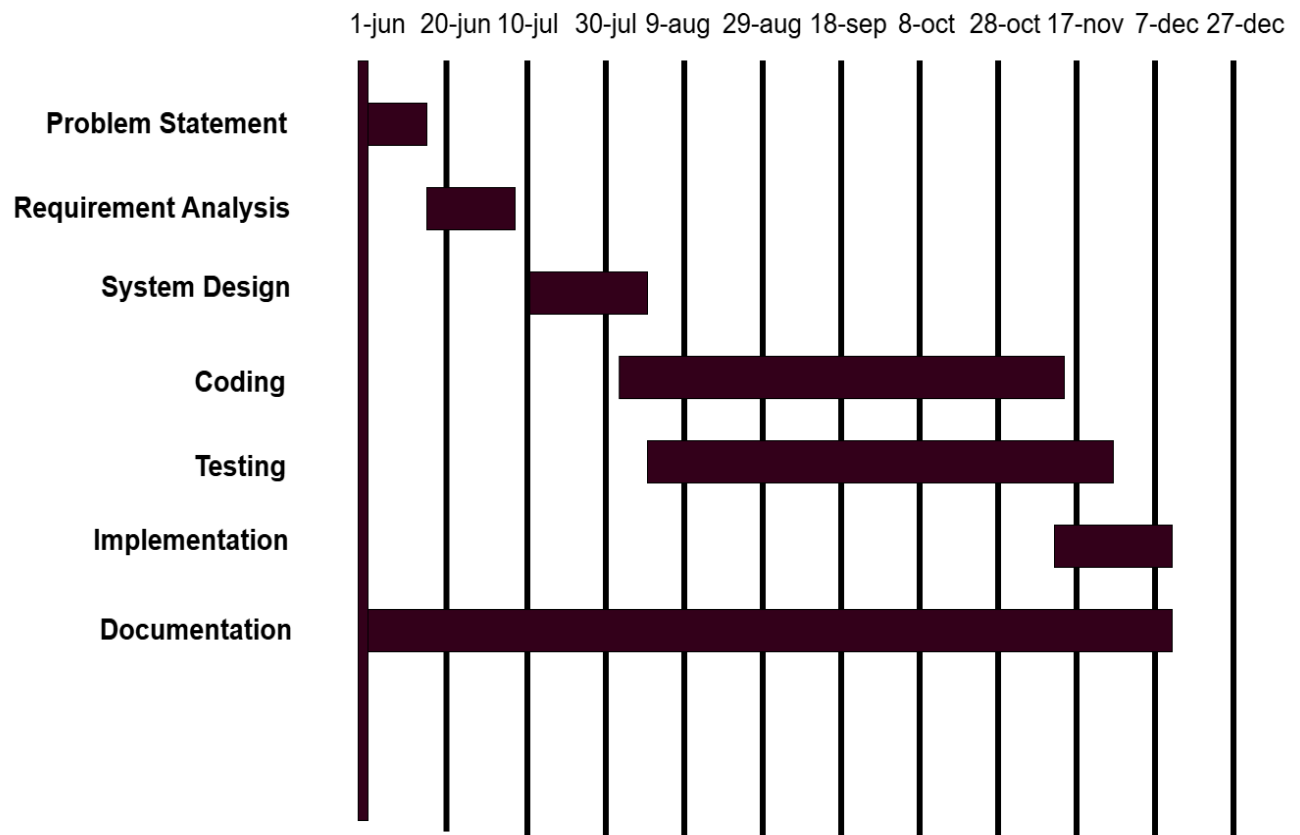 1-jun 20-jun 10-jul 30-jul 9-aug 29-aug 18-sep 8-oct 28-oct 17-nov 7-dec 27-dec
Problem Statement
Requirement Analysis
System Design
Coding
Testing
Implementation
Documentation